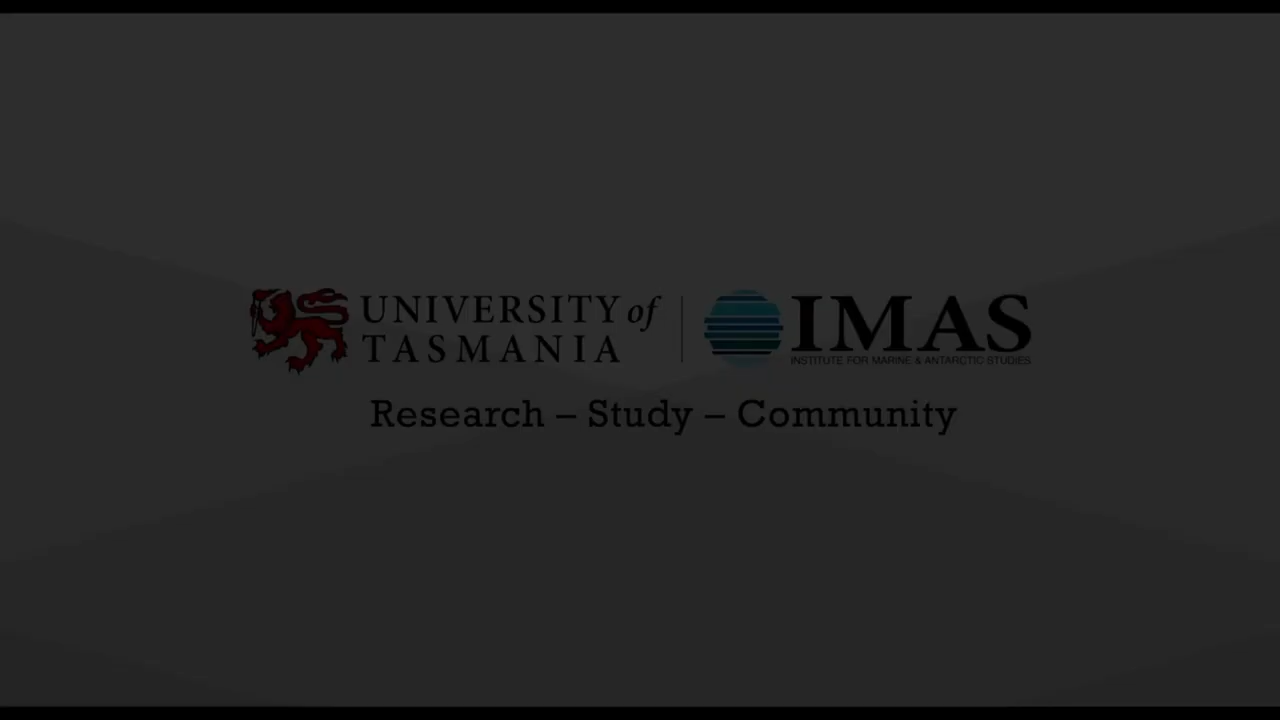 UNIVERSITY of
TASMANIA
IMAS
INSTITUTE FOR MARINE & ANTARCTIC STUDIES
Research – Study – Community